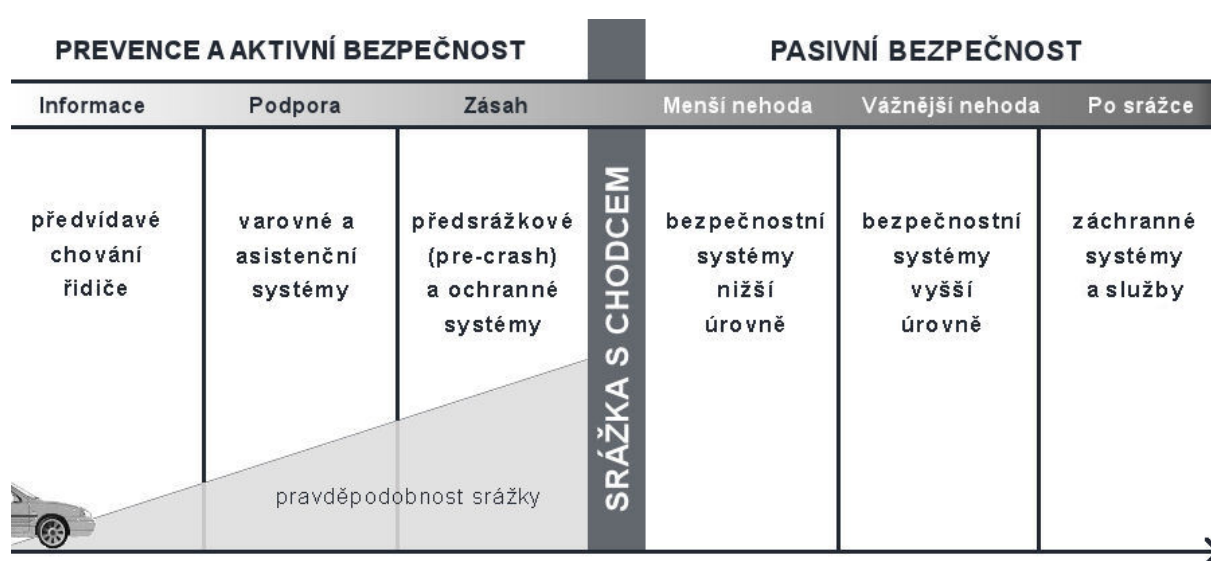 PREVENCE A AKTIVNÍ BEZPEČNOST
PASIVNÍ BEZPEČNOST
Informace
Podpora
Zásah
Menší nehoda
Vážnější nehoda
Po srážce
předvídavé
chování
řidiče
varovné a
asistenční
systémy
předsrážkové
(pre-crash)
a ochranné
systémy
SRÁŽKA S CHODCEM
bezpečnostní
systémy
nižší
úrovně
bezpečnostní
systémy
vyšší
úrovně
záchranné
systémy
a služby
pravděpodobnost srážky